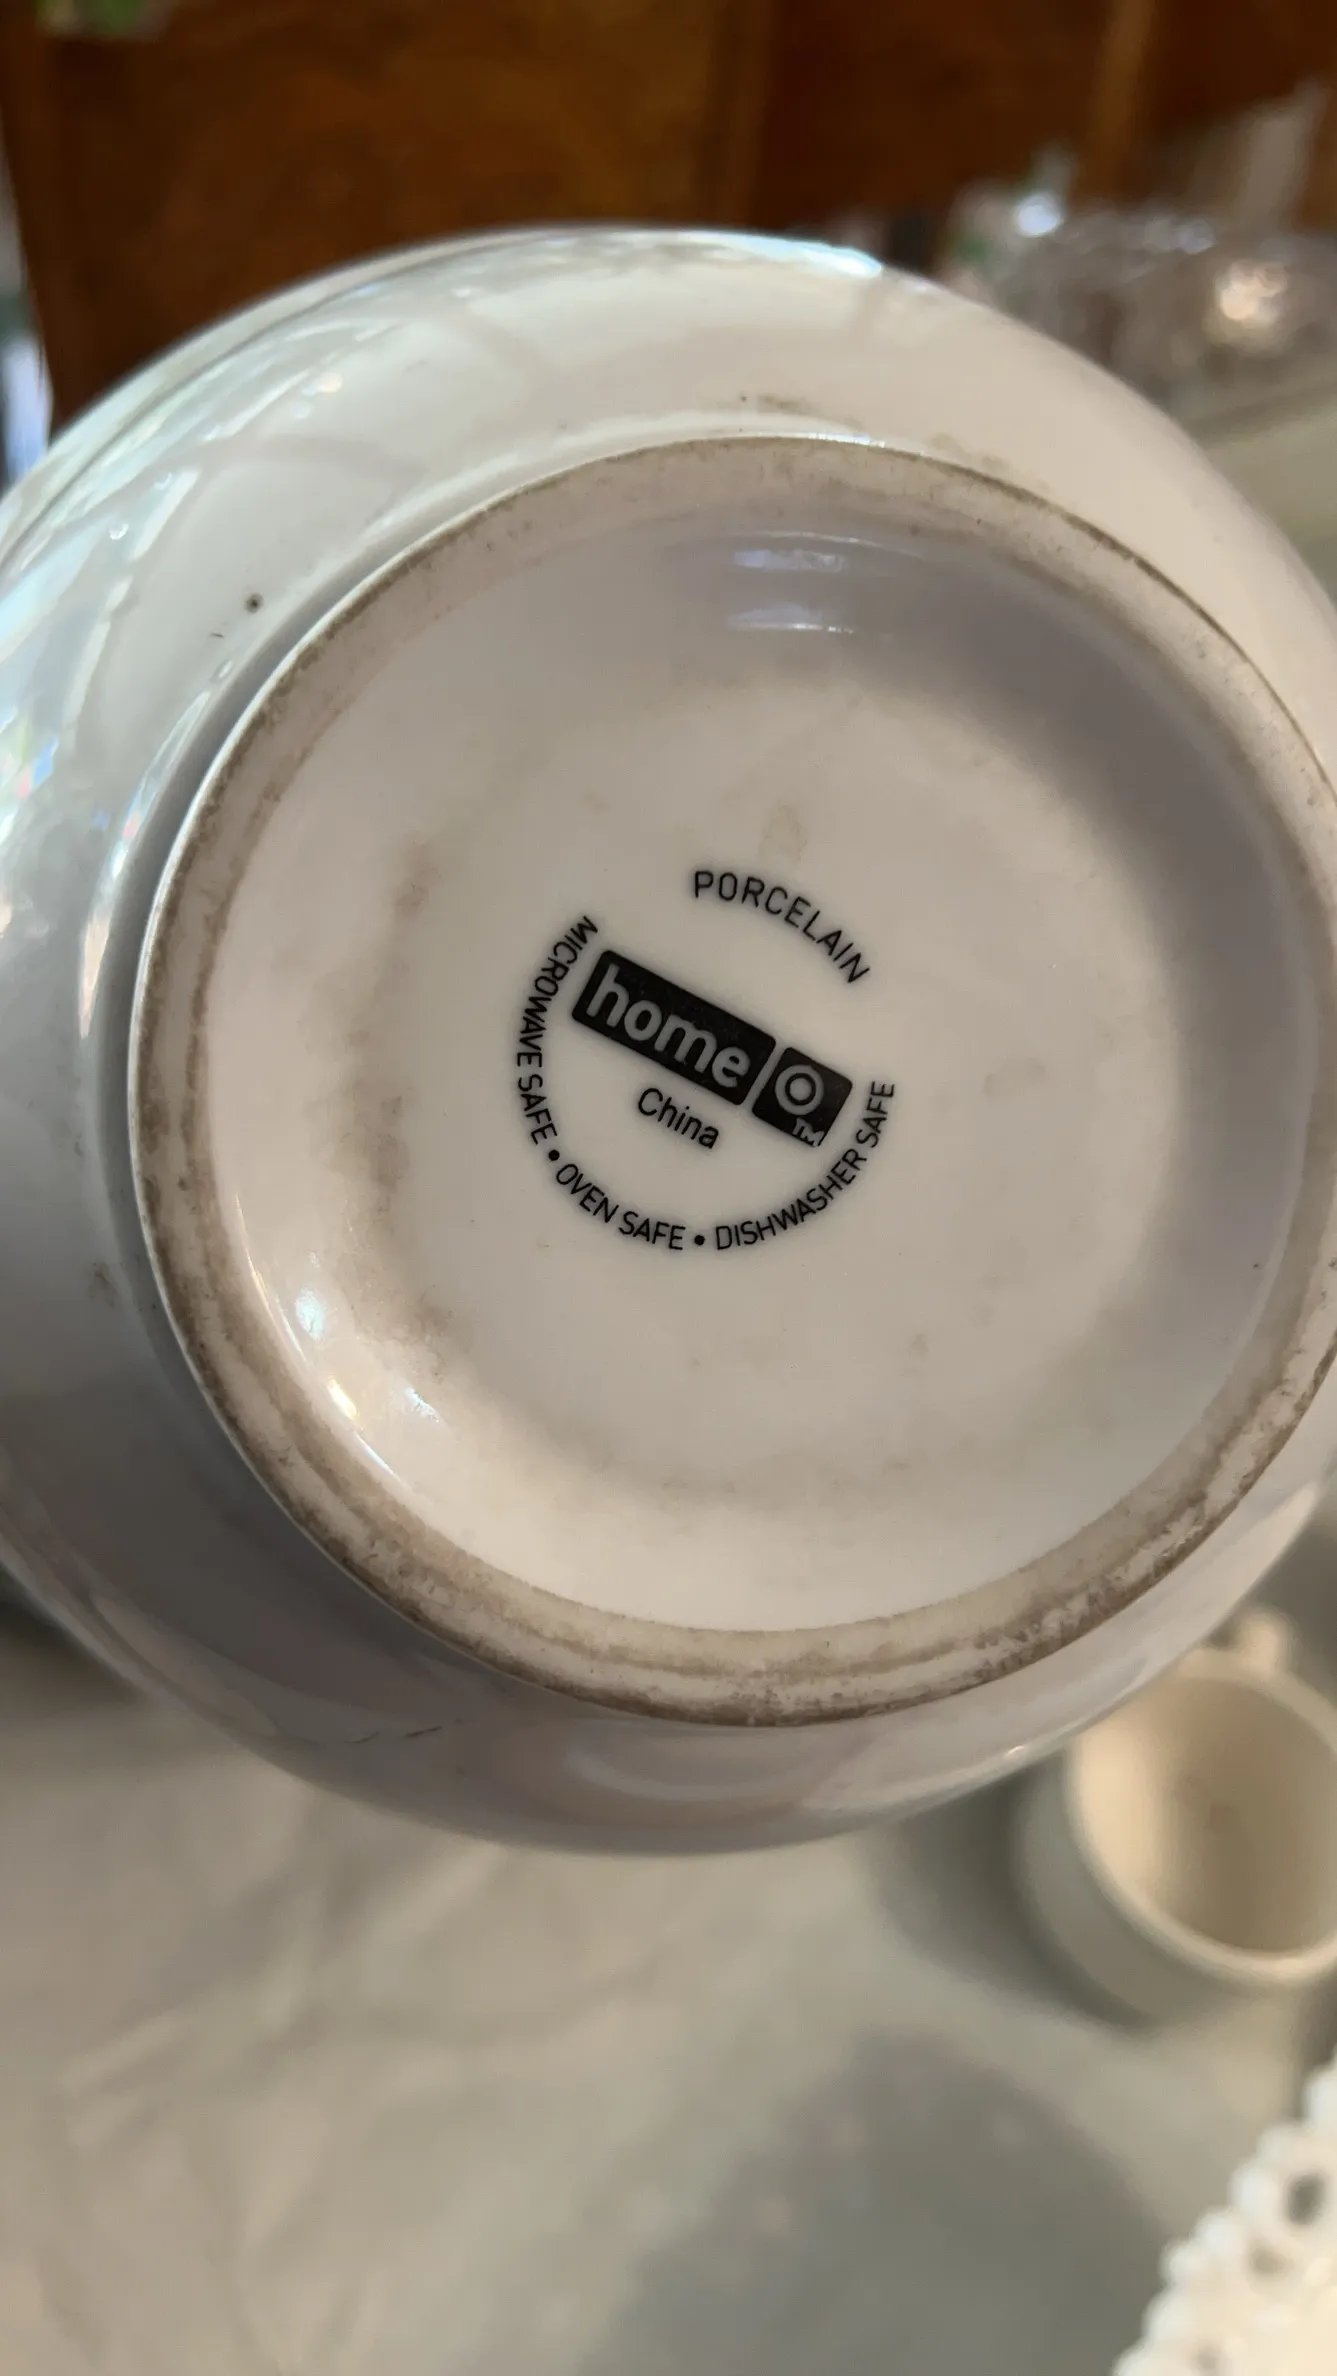 PORCELAIN
home
TM
China
MICROWAVE SAFE • OVEN SAFE • DISHWASHER SAFE